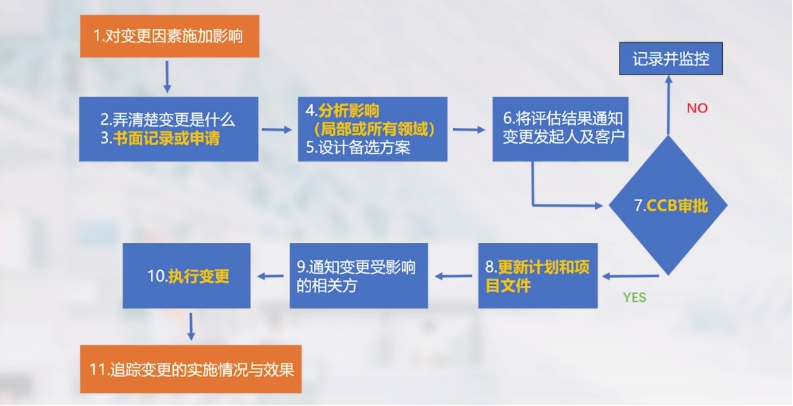 1.对变更因素施加影响
记录并监控
NO
2.弄清楚变更是什么
3.书面记录或申请
4.分析影响
（局部或所有领域）
5.设计备选方案
6.将评估结果通知
变更发起人及客户
7.CCB审批
YES
8.更新计划和项
目文件
9.通知变更受影响
的相关方
10.执行变更
11.追踪变更的实施情况与效果